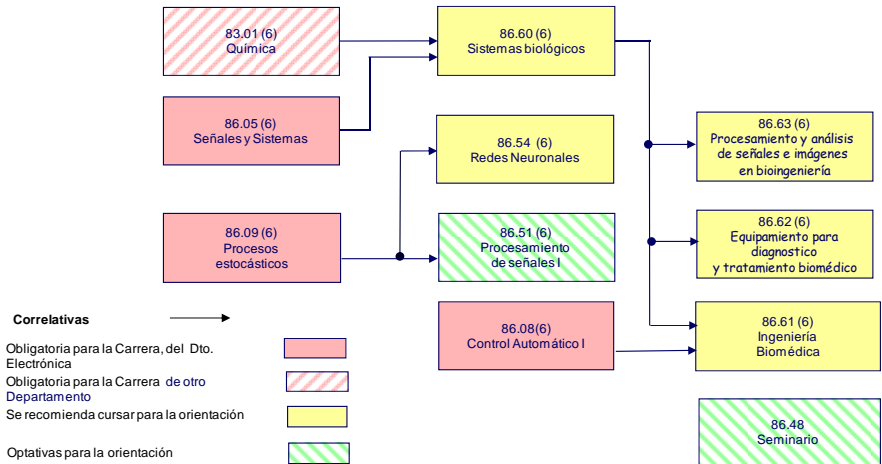 83.01 (6)
Química
86.60 (6)
Sistemas biológicos
86.05 (6)
Señales y Sistemas
86.54 (6)
Redes Neuronales
86.63 (6)
Procesamiento y análisis
de señales e imágenes
en bioingeniería
86.09 (6)
Procesos
estocásticos
86.51 (6)
Procesamiento
de señales I
86.62 (6)
Equipamiento para
diagnostico
y tratamiento biomédico
86.08(6)
Control Automático I
86.61 (6)
Ingeniería
Biomédica
86.48
Seminario
Correlativas
Obligatoria para la Carrera, del Dto.
Electrónica
Obligatoria para la Carrera de otro
Departamento
Se recomienda cursar para la orientación
Optativas para la orientación